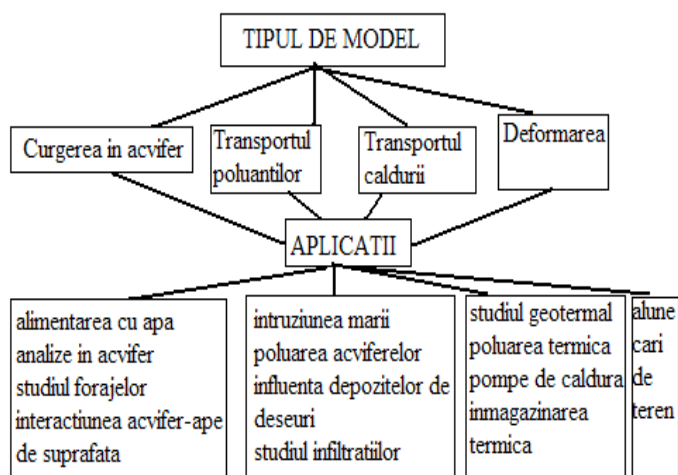 TIPUL DE MODEL
Curgerea in acvifer
Transportul
poluantilor
Transportul
caldurii
Deformarea
APLICATII
alimentarea cu apa
analize in acvifer
studiul forajelor
interactiunea acvifer-ape
de suprafata
intruziunea marii
poluarea acviferelor
influenta depozitelor de
deseuri
studiul infiltratiilor
studiul geotermal
poluarea termica
pompe de caldura
inmagazinarea
termica
alune
cari
de
teren